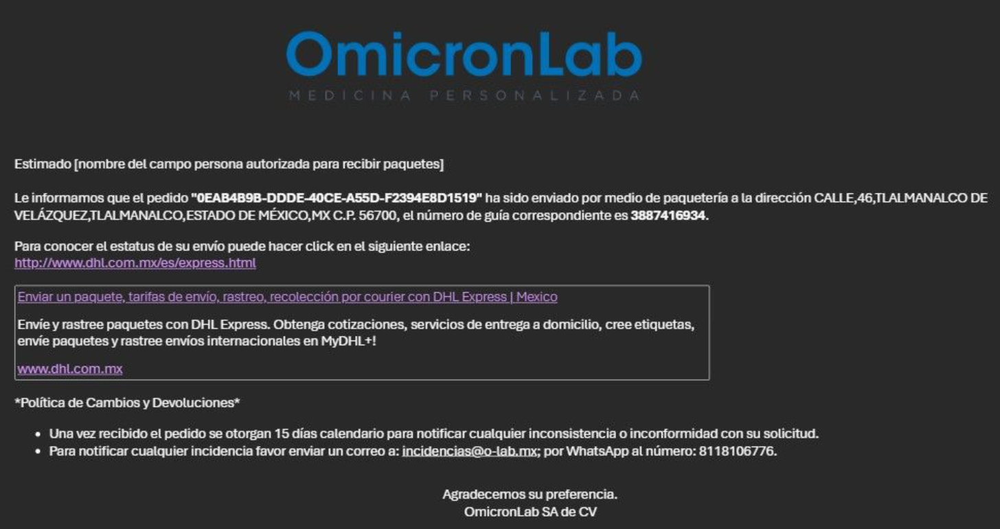 OmicronLab
MEDICINA PERSONALIZADA
Estimado [nombre del campo persona autorizada para recibir paquetes]
Le informamos que el pedido "0EAB4B9B-DDDE-40CE-A55D-F2394E8D1519" ha sido enviado por medio de paquetería a la dirección CALLE,46,TLALMANALCO DE
VELÁZQUEZ,TLALMANALCO,ESTADO DE MÉXICO,MX C.P. 56700, el número de guía correspondiente es 3887416934.
Para conocer el estatus de su envío puede hacer click en el siguiente enlace:
http://www.dhl.com.mx/es/express.html
Enviar un paquete, tarifas de envío, rastreo, recolección por courier con DHL Express | Mexico
Envíe y rastree paquetes con DHL Express. Obtenga cotizaciones, servicios de entrega a domicilio, cree etiquetas,
envíe paquetes y rastree envíos internacionales en MyDHL+!
www.dhl.com.mx
*Política de Cambios y Devoluciones*
• Una vez recibido el pedido se otorgan 15 días calendario para notificar cualquier inconsistencia o inconformidad con su solicitud.
• Para notificar cualquier incidencia favor enviar un correo a: incidencias@o-lab.mx; por WhatsApp al número: 8118106776.
Agradecemos su preferencia.
OmicronLab SA de CV